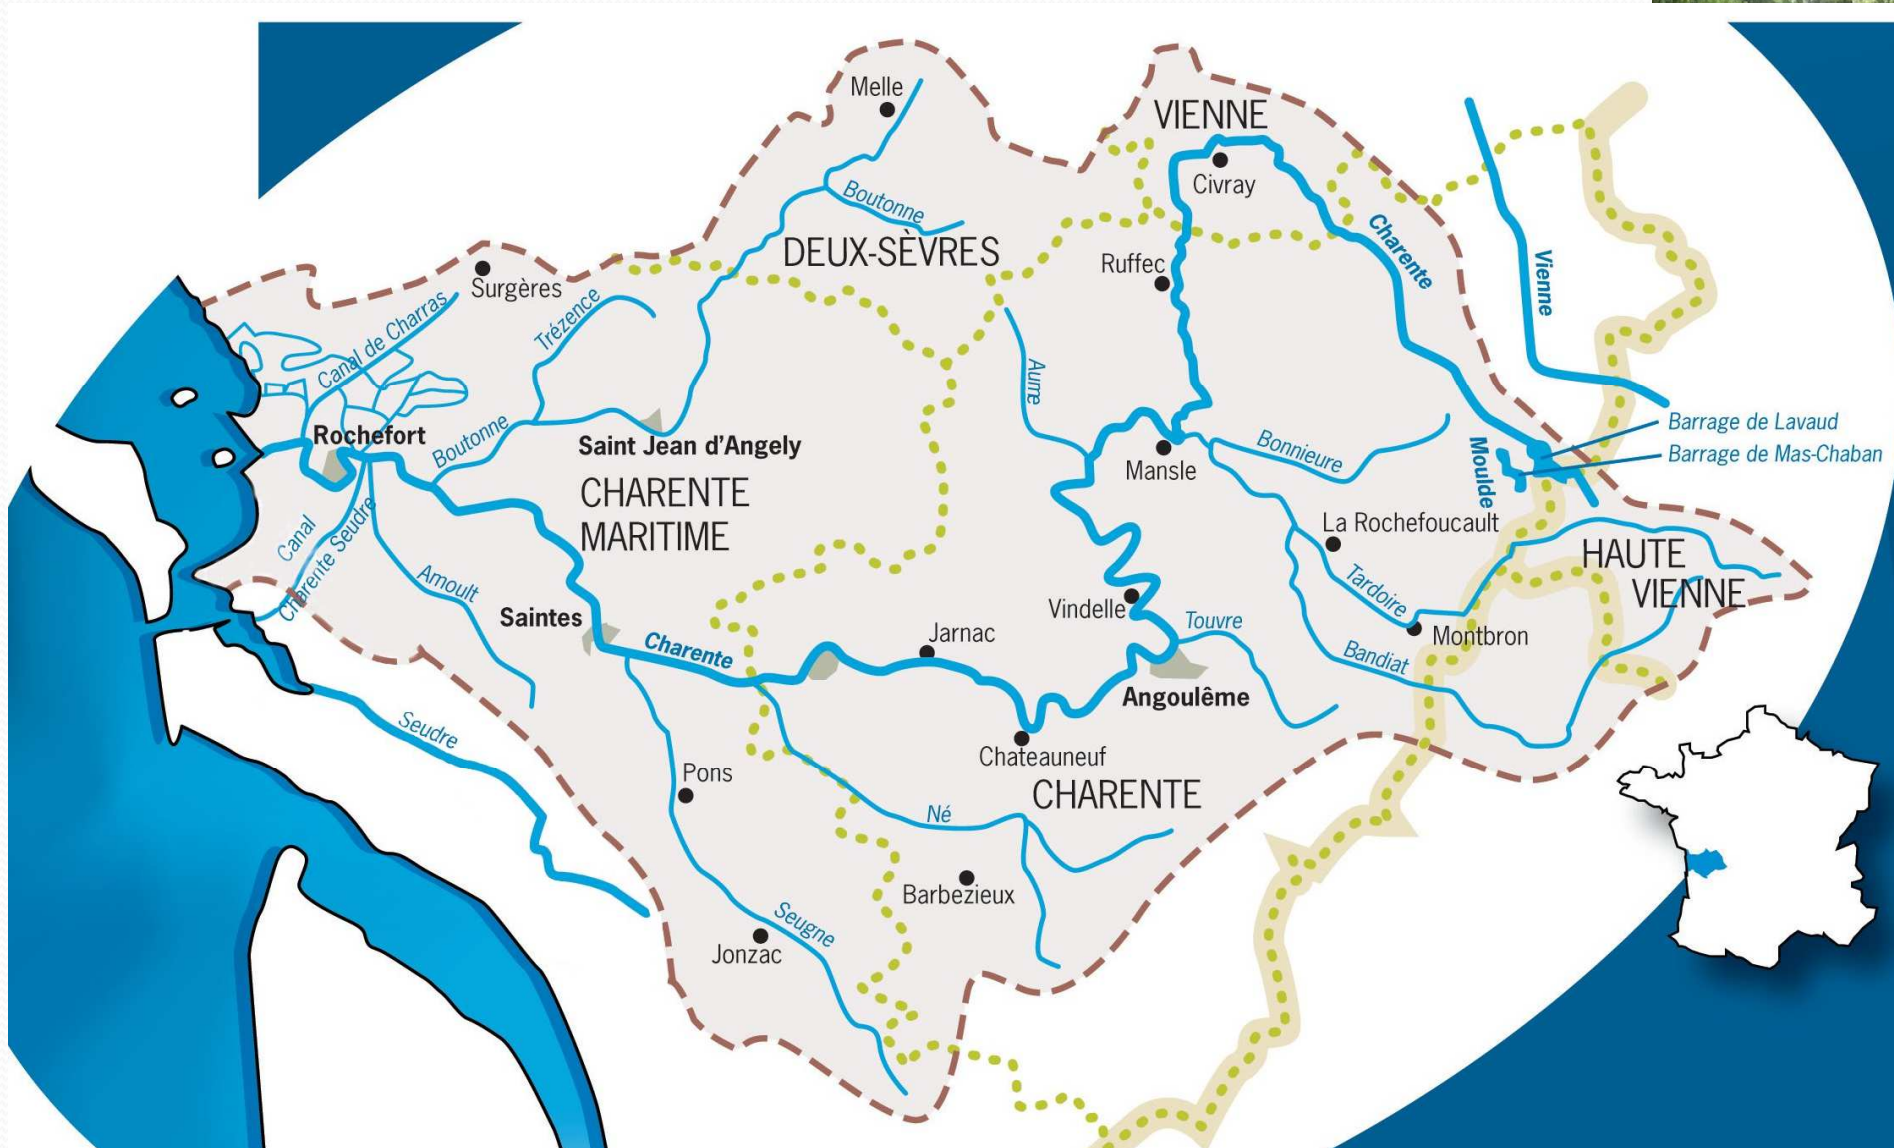 Melle
VIENNE
Civray
Boutonne
DEUX-SÈVRES
Charente
Ruffec
Surgères
Vienne
Trézence
Canal de Charras
Aume
Barrage de Lavaud
Rochefort
Boutonne
Saint Jean d'Angely
Bonnieure
Moulde
Barrage de Mas-Chaban
Mansle
CHARENTE
MARITIME
La Rochefoucault
Canal
Charente Seudre
HAUTE
VIENNE
Arnoult
Tardoire
Vindelle
Saintes
Touvre
Jarnac
Montbron
Charente
Bandiat
Angoulême
Seudre
Chateauneuf
Pons
CHARENTE
Né
Barbezieux
Seugne
Jonzac